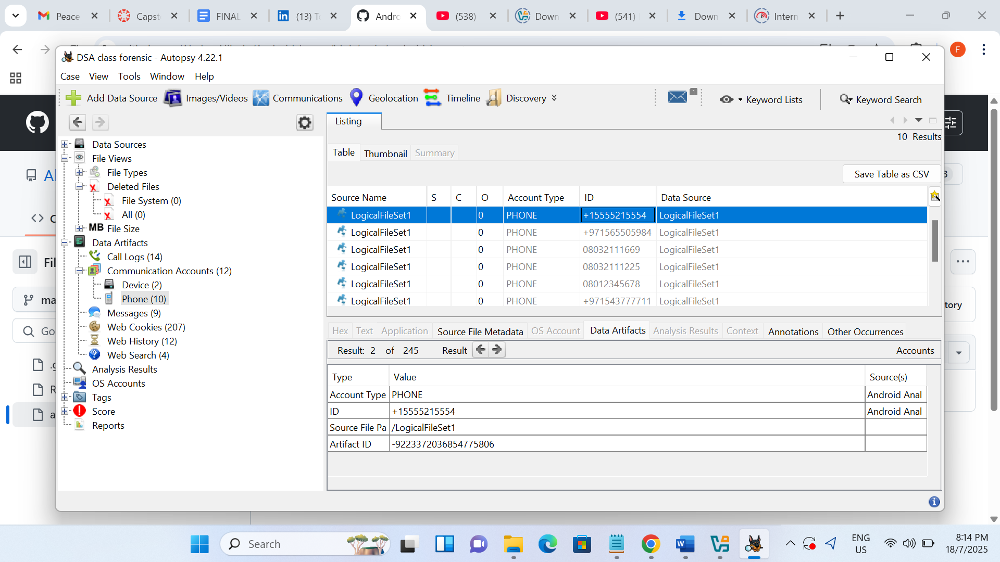 Peace
Capst
FINAL
(13) T
Andro
(538)
Down
(541)
Down
Intern
F
DSA class forensic - Autopsy 4.22.1
Case View Tools Window Help
Add Data Source Images/Videos Communications Geolocation Timeline Discovery 1 Keyword Lists Keyword Search
Listing
10 Results
Table Thumbnail Summary
Save Table as CSV
Source Name S C O Account Type ID Data Source
LogicalFileSet1 0 PHONE +15555215554 LogicalFileSet1
LogicalFileSet1 0 PHONE +971565505984 LogicalFileSet1
LogicalFileSet1 0 PHONE 08032111669 LogicalFileSet1
LogicalFileSet1 0 PHONE 08032111225 LogicalFileSet1
LogicalFileSet1 0 PHONE 08012345678 LogicalFileSet1
LogicalFileSet1 0 PHONE +971543777711 LogicalFileSet1
Data Sources
File Views
File Types
Deleted Files
File System (0)
All (0)
MB File Size
Data Artifacts
Call Logs (14)
Communication Accounts (12)
Device (2)
Phone (10)
Messages (9)
Web Cookies (207)
Web History (12)
Web Search (4)
Analysis Results
OS Accounts
Tags
Score
Reports
Hex Text Application Source File Metadata OS Account Data Artifacts Analysis Results Context Annotations Other Occurrences
Result: 2 of 245 Result Accounts
Type Value Source(s)
Account Type PHONE Android Anal
ID +15555215554 Android Anal
Source File Pa /LogicalFileSet1
Artifact ID -9223372036854775806
Al
C
Fil
ma
Go
.g
R
a
tory
Search
ENG
US
8:14 PM
18/7/2025